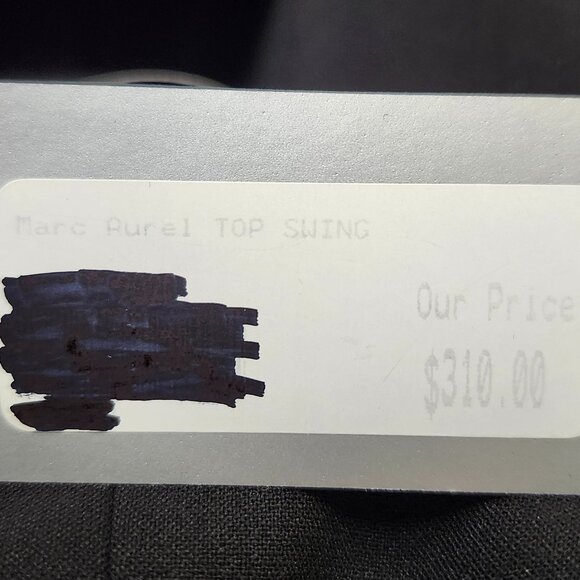 Marc Aurel TOP SWING
Our Price
$310.00